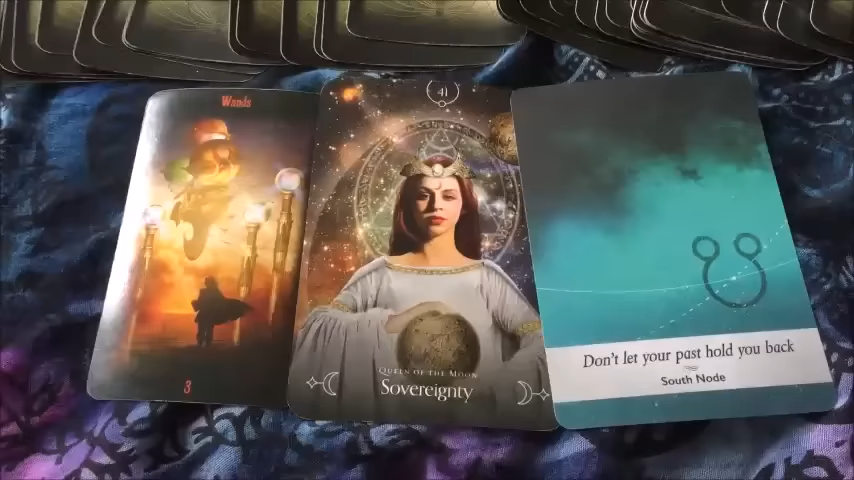 Wands
3
41
QUEEN OF THE MOON
Sovereignty
Don't let your past hold you back
South Node